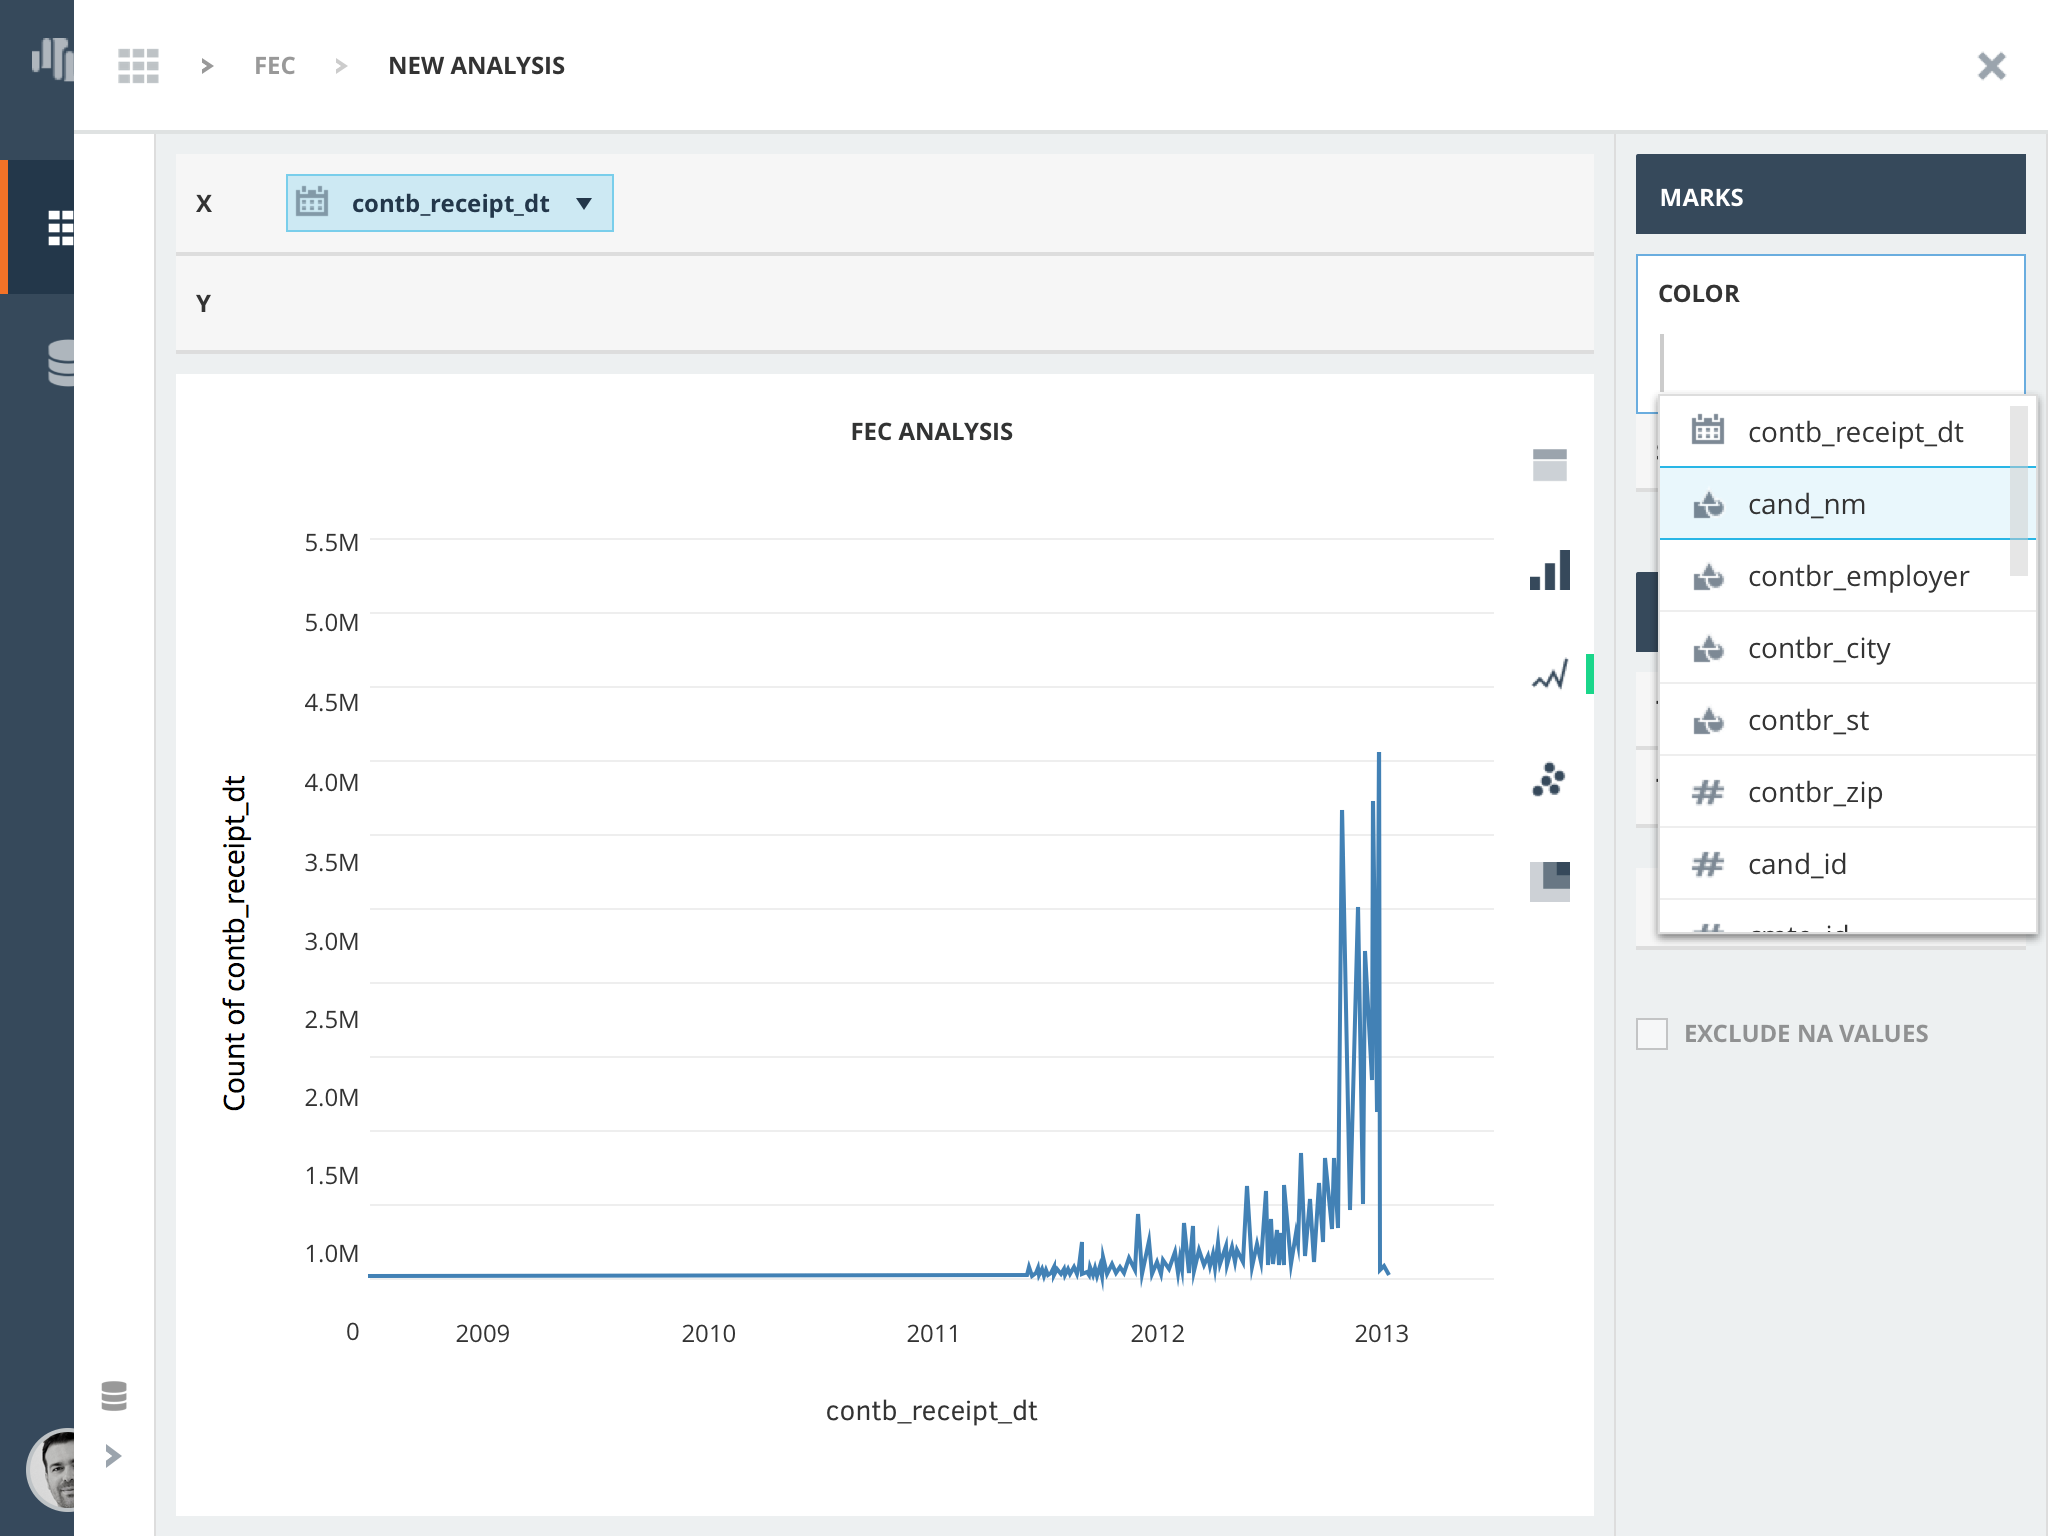 FEC
NEW ANALYSIS
X
contb_receipt_dt
Y
MARKS
COLOR
contb_receipt_dt
cand_nm
contbr_employer
contbr_city
contbr_st
contbr_zip
cand_id
EXCLUDE NA VALUES
FEC ANALYSIS
5.5M
5.0M
4.5M
4.0M
3.5M
3.0M
2.5M
2.0M
1.5M
1.0M
0
Count of contb_receipt_dt
2009
2010
2011
2012
2013
contb_receipt_dt